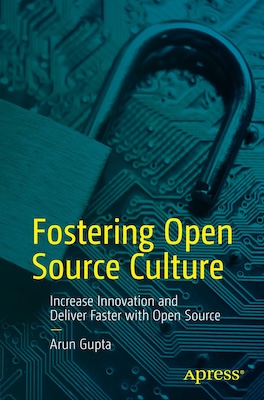 Fostering Open
Source Culture
Increase Innovation and
Deliver Faster with Open Source
Arun Gupta
Apress®